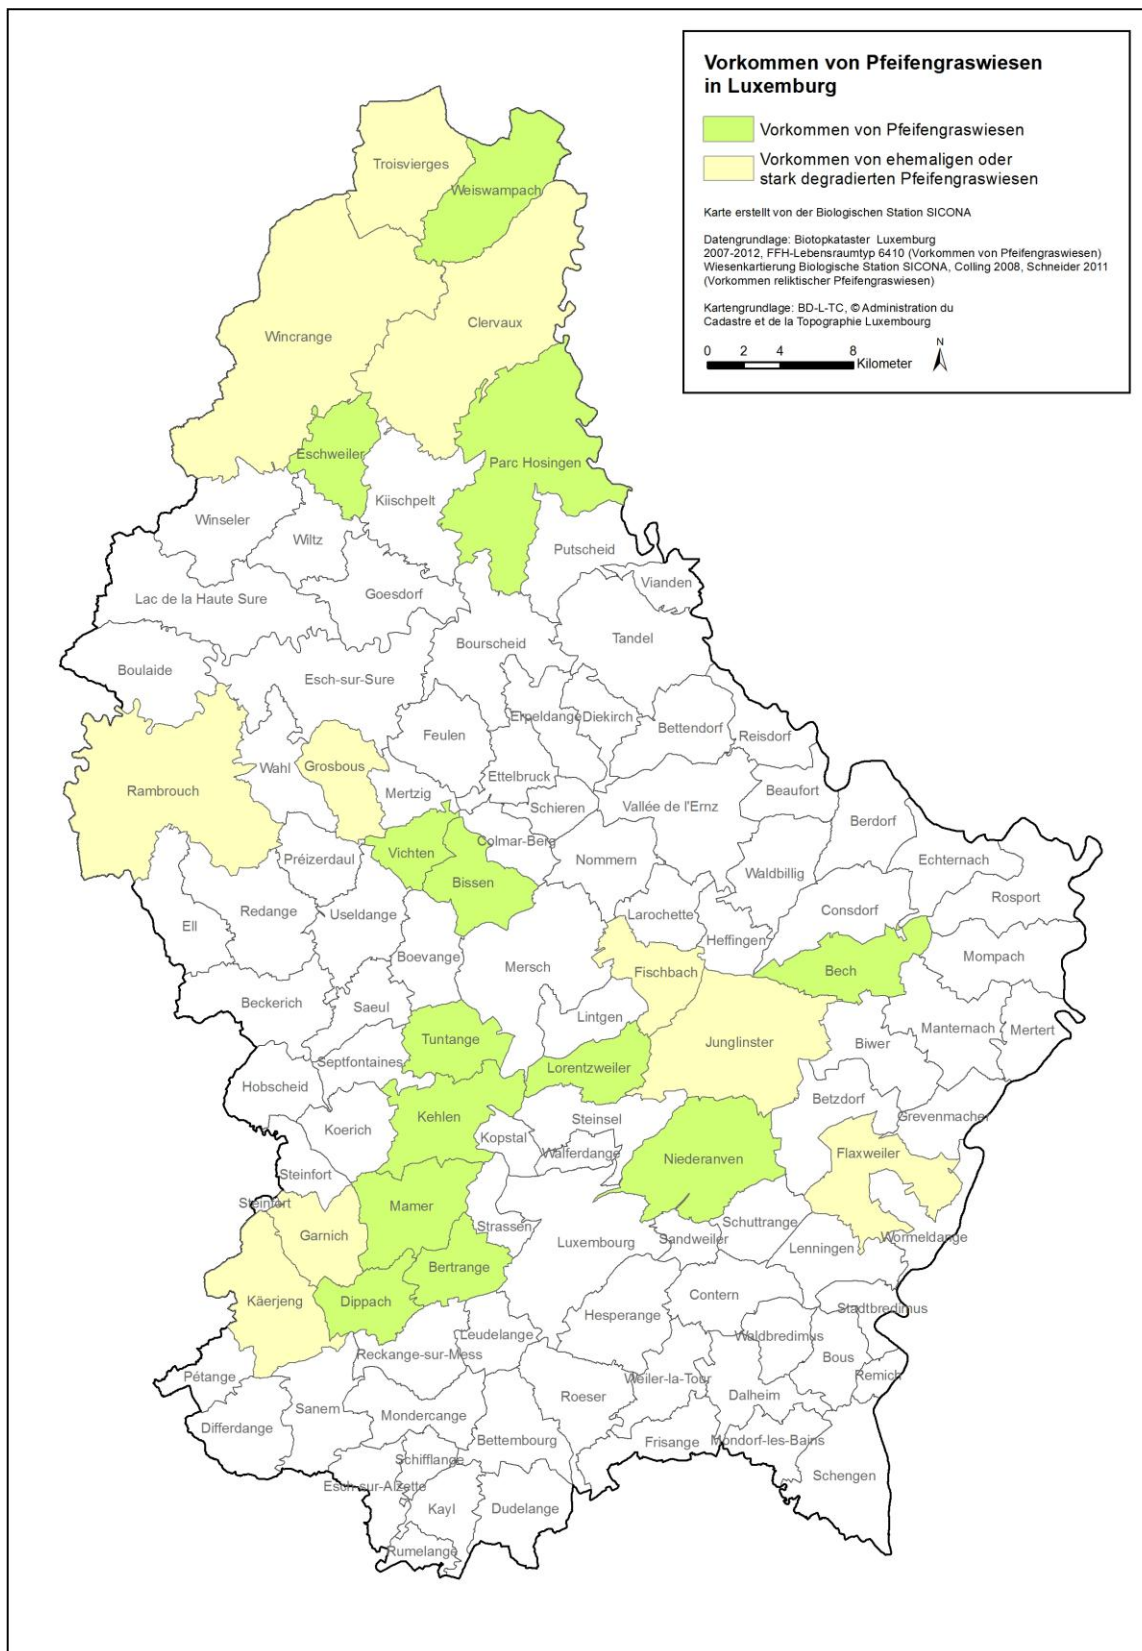 Vorkommen von Pfeifengraswiesen
in Luxemburg
Vorkommen von Pfeifengraswiesen
Vorkommen von ehemaligen oder
stark degradierten Pfeifengraswiesen
Karte erstellt von der Biologischen Station SICONA
Datengrundlage: Biotopkataster Luxemburg
2007-2012, FFH-Lebensraumtyp 6410 (Vorkommen von Pfeifengraswiesen)
Wiesenkartierung Biologische Station SICONA, Colling 2008, Schneider 2011
(Vorkommen reliktischer Pfeifengraswiesen)
Kartengrundlage: BD-L-TC, © Administration du
Cadastre et de la Topographie Luxembourg
N
0 2 4 8
Kilometer
Troisvierges
Weiswampach
Clervaux
Wincrange
Eschweiler
Parc Hosingen
Kiischpelt
Winseler
Wiltz
Putscheid
Vianden
Goesdorf
Lac de la Haute Sure
Tandel
Bourscheid
Boulaide
Esch-sur-Sure
Erpeldange
Diekirch
Bettendorf
Feulen
Reisdorf
Wahl
Grosbous
Ettelbruck
Rambrouch
Mertzig
Beaufort
Schieren
Vallée de l'Ernz
Berdorf
Colmar-Berg
Vichten
Préizerdaul
Nommern
Echternach
Waldbillig
Bissen
Rosport
Redange
Useldange
Larochette
Consdorf
Ell
Heffingen
Boevange
Mersch
Fischbach
Bech
Mompach
Beckerich
Saeul
Lintgen
Manternach
Mertert
Tuntange
Junglinster
Biwer
Septfontaines
Lorentzweiler
Hobscheid
Betzdorf
Kehlen
Steinsel
Grevenmacher
Koerich
Kopstal
Walferdange
Flaxweiler
Niederanven
Steinfort
Steinfort
Mamer
Strassen
Schuttrange
Garnich
Luxembourg
Sandweiler
Wormeldange
Lenningen
Bertrange
Contern
Käerjeng
Dippach
Stadtbredimus
Hesperange
Leudelange
Waldbredimus
Reckange-sur-Mess
Bous
Pétange
Weiler-la-Tour
Remich
Roeser
Dalheim
Sanem
Mondercange
Differdange
Bettembourg
Frisange
Mondorf-les-Bains
Schifflange
Schengen
Esch-sur-Alzette
Kayl
Dudelange
Rumelange